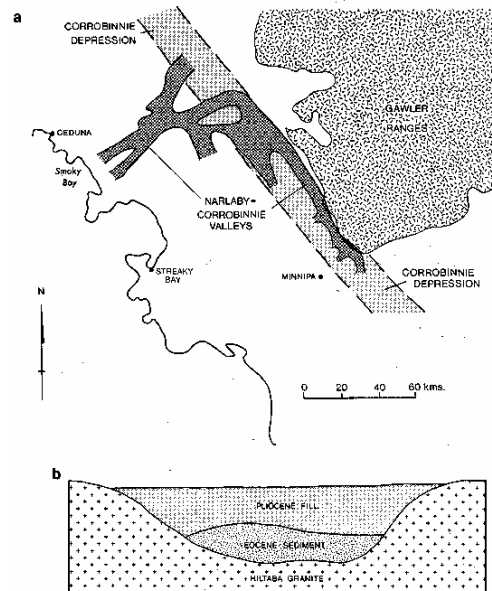 a
CORROBINNIE
DEPRESSION
GAWLER
RANGES
CEDUNA
Smoky
Bay
NARLABY-
CORROBINNIE
VALLEYS
STREAKY
BAY
MINNIPA
CORROBINNIE
DEPRESSION
N
0 20 40 60 kms.
b
PLIOCENE FILL
EOCENE SEDIMENT
HILTABA GRANITE